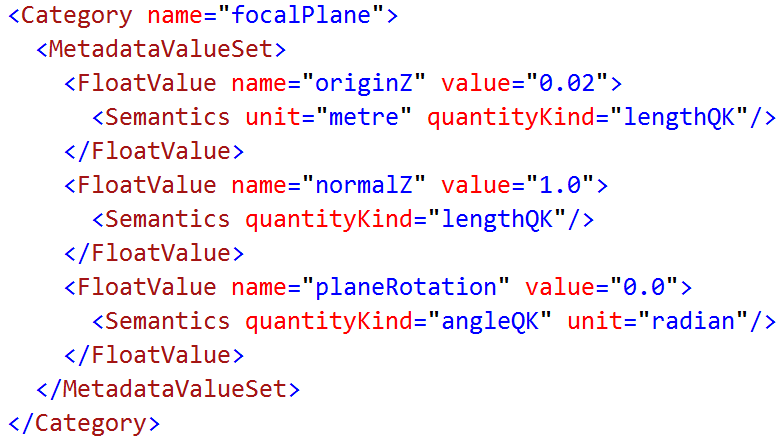 <Category name="focalPlane">
  <MetadataValueSet>
    <FloatValue name="originZ" value="0.02">
      <Semantics unit="metre" quantityKind="lengthQK"/>
    </FloatValue>
    <FloatValue name="normalZ" value="1.0">
      <Semantics quantityKind="lengthQK"/>
    </FloatValue>
    <FloatValue name="planeRotation" value="0.0">
      <Semantics quantityKind="angleQK" unit="radian"/>
    </FloatValue>
  </MetadataValueSet>
</Category>